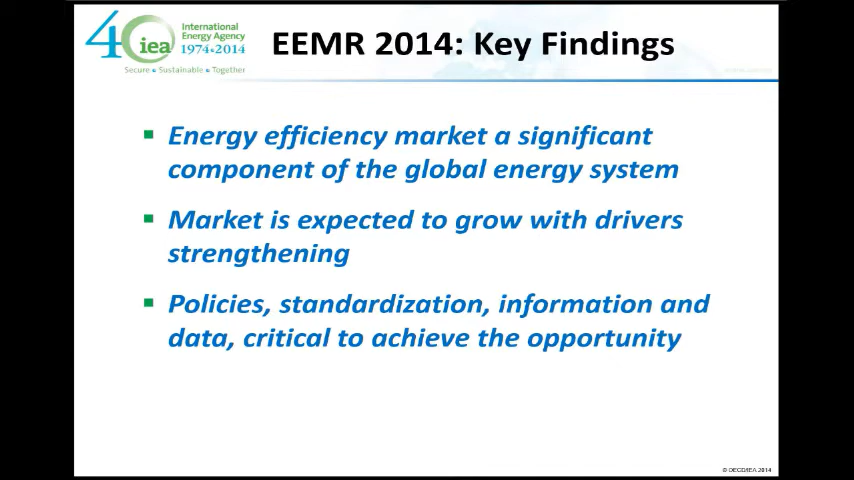 40 iea
International
Energy Agency
1974•2014
Secure • Sustainable • Together
EEMR 2014: Key Findings
Energy efficiency market a significant
component of the global energy system
Market is expected to grow with drivers
strengthening
Policies, standardization, information and
data, critical to achieve the opportunity
© OECD/IEA 2014